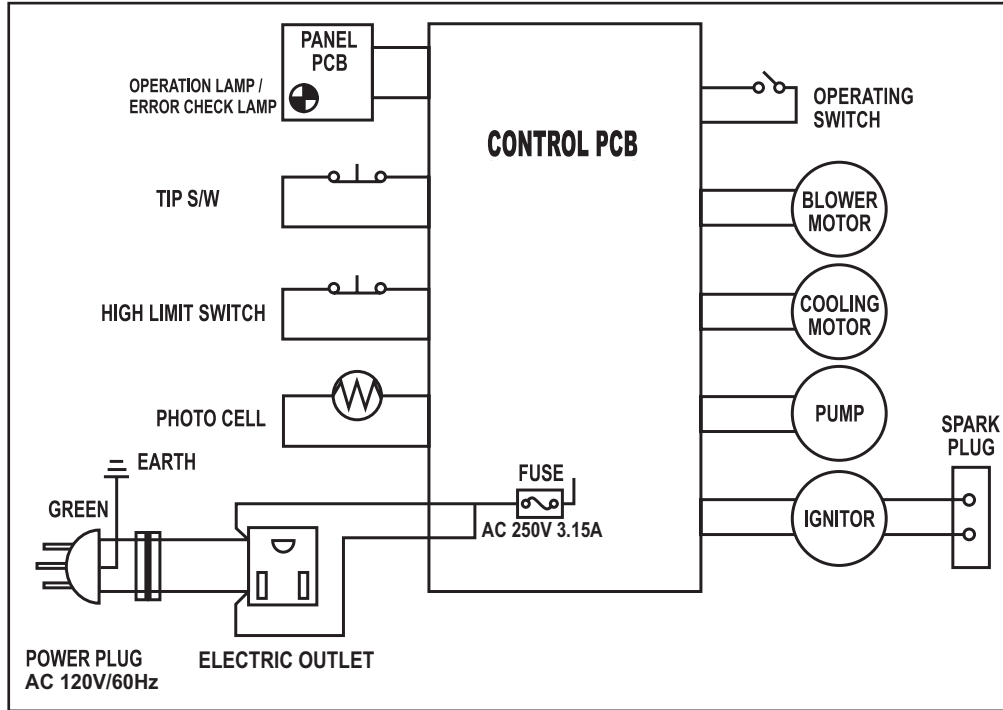 PANEL
PCB
OPERATION LAMP /
ERROR CHECK LAMP
CONTROL PCB
OPERATING
SWITCH
TIP S/W
BLOWER
MOTOR
HIGH LIMIT SWITCH
COOLING
MOTOR
PHOTO CELL
PUMP
SPARK
PLUG
EARTH
GREEN
FUSE
AC 250V 3.15A
IGNITOR
POWER PLUG
AC 120V/60Hz
ELECTRIC OUTLET